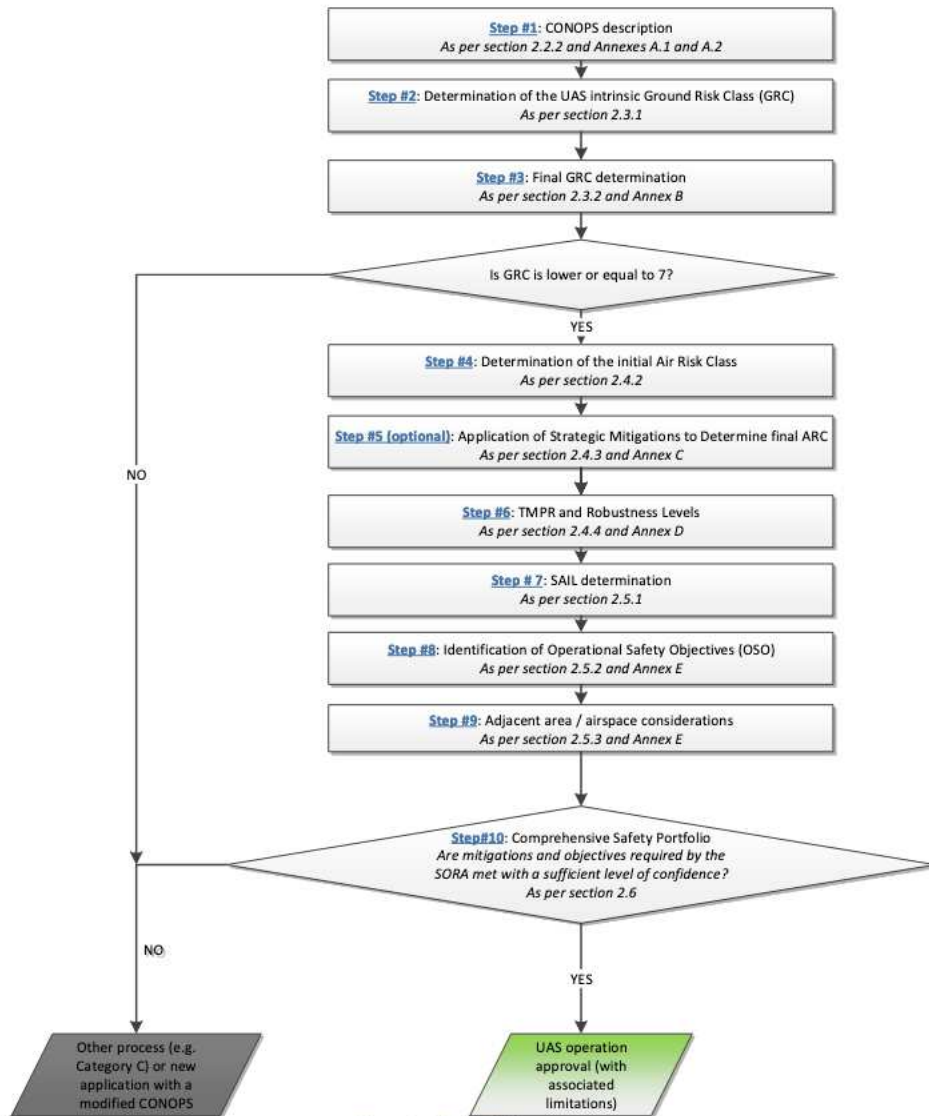 Step #1: CONOPS description
As per section 2.2.2 and Annexes A.1 and A.2
Step #2: Determination of the UAS intrinsic Ground Risk Class (GRC)
As per section 2.3.1
Step #3: Final GRC determination
As per section 2.3.2 and Annex B
Is GRC is lower or equal to 7?
YES
Step #4: Determination of the initial Air Risk Class
As per section 2.4.2
Step #5 (optional): Application of Strategic Mitigations to Determine final ARC
As per section 2.4.3 and Annex C
NO
Step #6: TMPR and Robustness Levels
As per section 2.4.4 and Annex D
Step # 7: SAIL determination
As per section 2.5.1
Step #8: Identification of Operational Safety Objectives (OSO)
As per section 2.5.2 and Annex E
Step #9: Adjacent area / airspace considerations
As per section 2.5.3 and Annex E
Step#10: Comprehensive Safety Portfolio
Are mitigations and objectives required by the
SORA met with a sufficient level of confidence?
As per section 2.6
NO
YES
Other process (e.g.
Category C) or new
application with a
modified CONOPS
UAS operation
approval (with
associated
limitations)